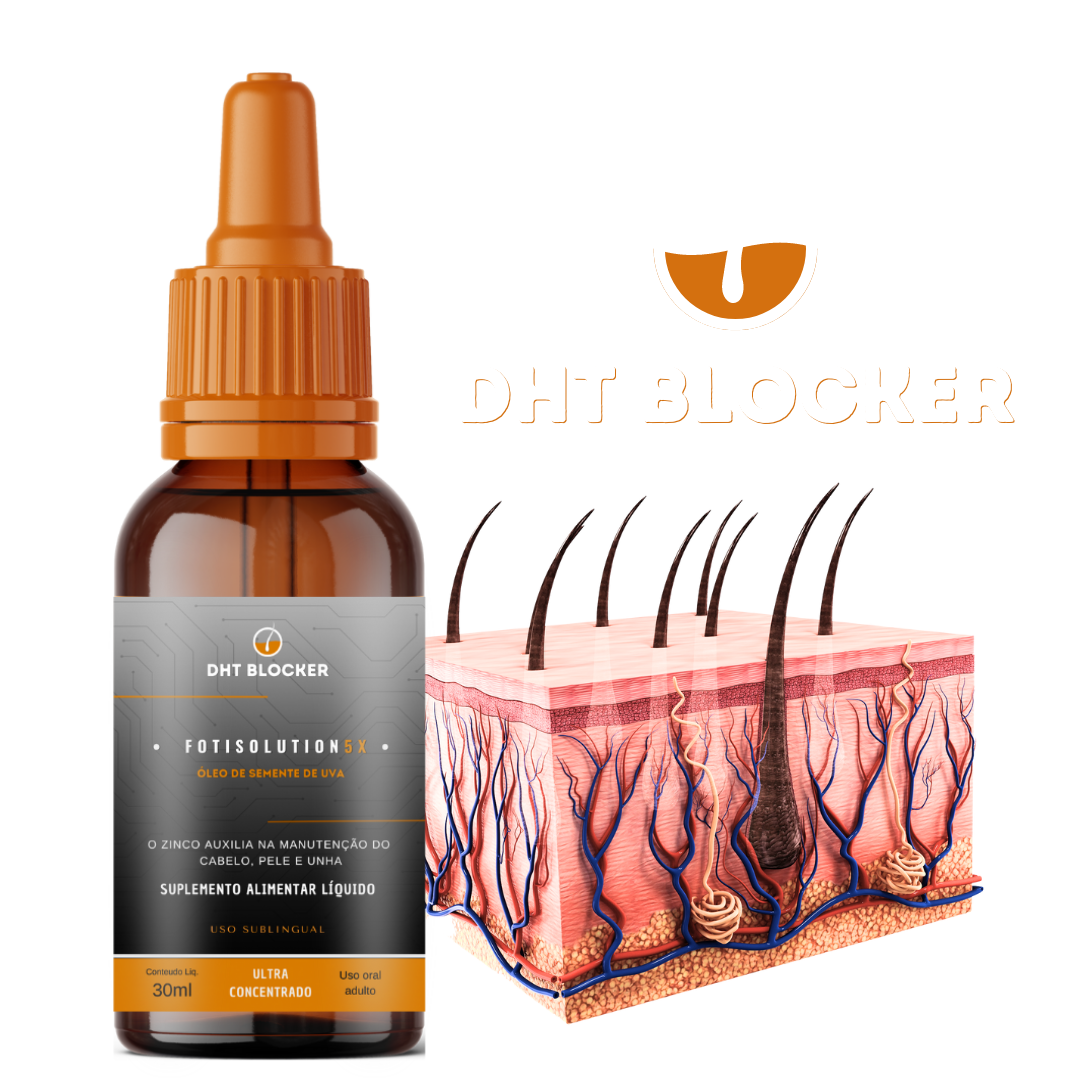 DHT BLOCKER
DHT BLOCKER
• FOTISOLUTION5X •
ÓLEO DE SEMENTE DE UVA
O ZINCO AUXILIA NA MANUTENÇÃO DO
CABELO, PELE E UNHA
SUPLEMENTO ALIMENTAR LÍQUIDO
USO SUBLINGUAL
Conteudo Liq.
30ml
ULTRA
CONCENTRADO
Uso oral
adulto